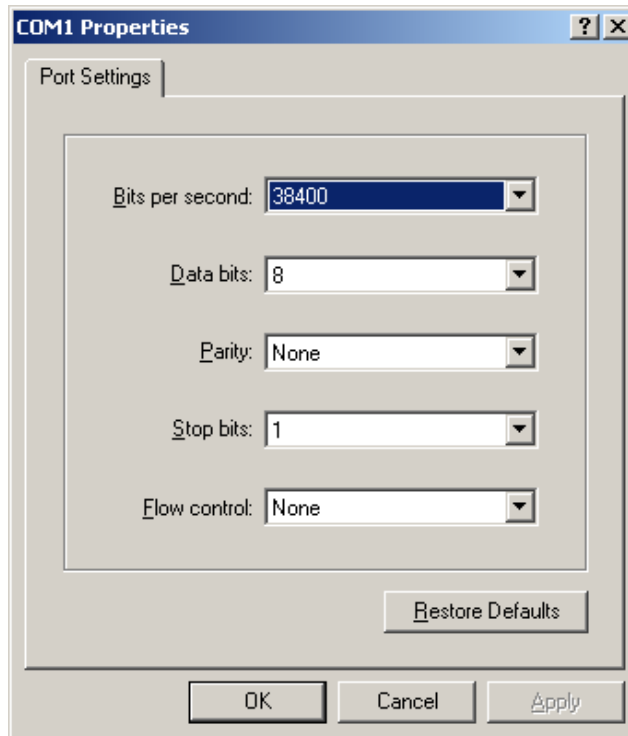 COM1 Properties
Port Settings
Bits per second: 38400
Data bits: 8
Parity: None
Stop bits: 1
Flow control: None
Restore Defaults
OK Cancel Apply